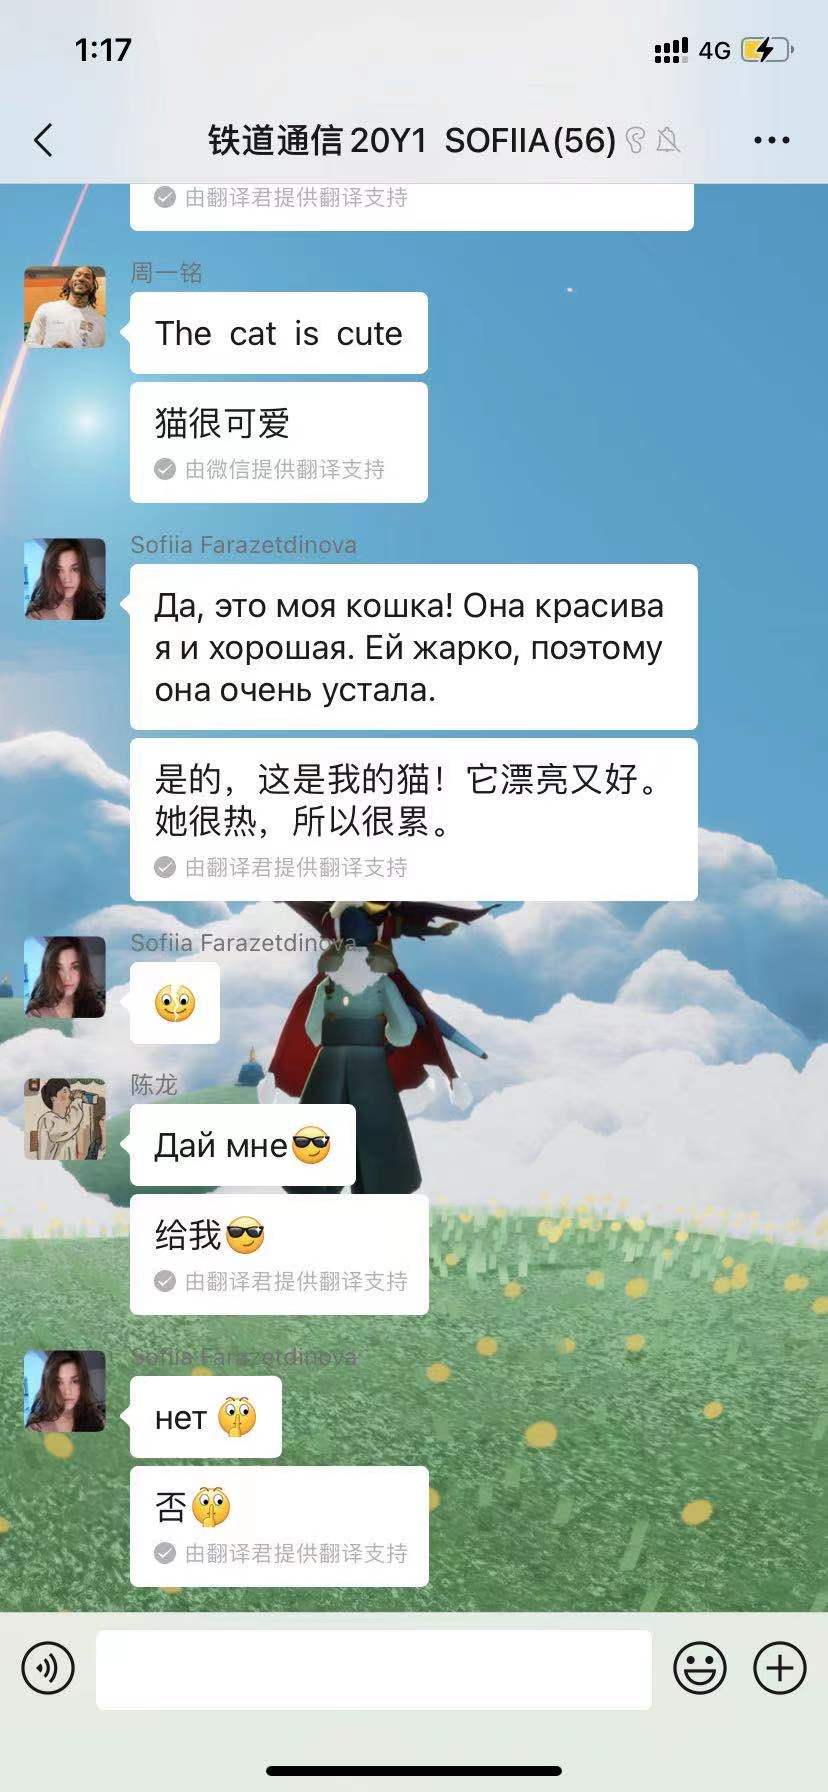 1:17
4G
铁道通信20Y1 SOFIIA(56)
由翻译君提供翻译支持
周一铭
The cat is cute
猫很可爱
由微信提供翻译支持
Sofiia Farazetdinova
Да, это моя кошка! Она красива
я и хорошая. Ей жарко, поэтому
она очень устала.
是的，这是我的猫！它漂亮又好。
她很热，所以很累。
由翻译君提供翻译支持
Sofiia Farazetdinova
陈龙
Дай мне😎
给我😎
由翻译君提供翻译支持
Sofiia Farazetdinova
нет 🤫
否🤫
由翻译君提供翻译支持